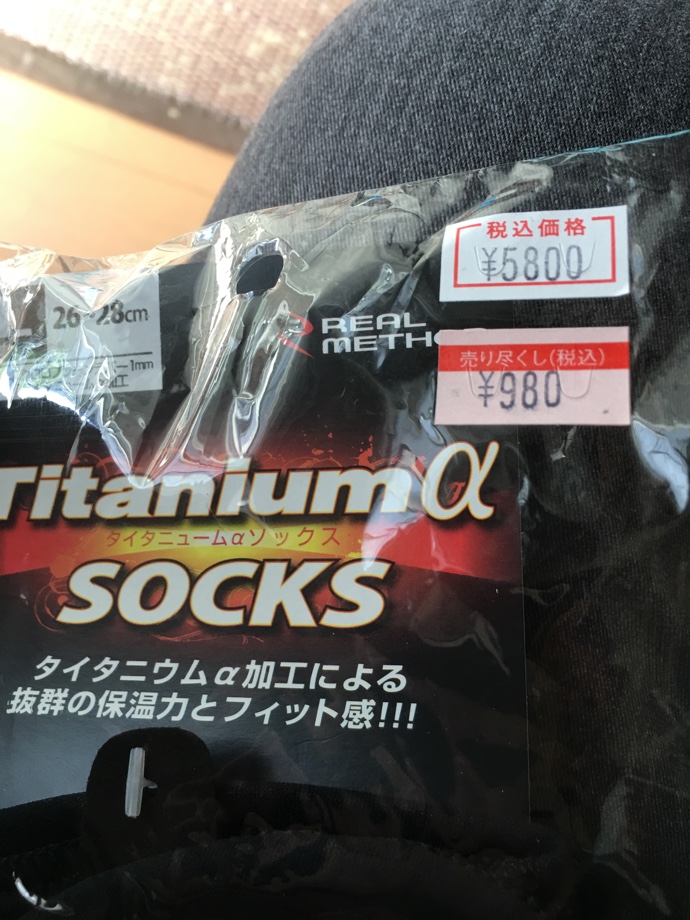 税込価格
¥5800
26-28cm
REAL
METHO
売り尽くし(税込)
¥980
1mm
Titanium α
タイタニュームαソックス
SOCKS
タイタニウムα加工による
抜群の保温力とフィット感!!!